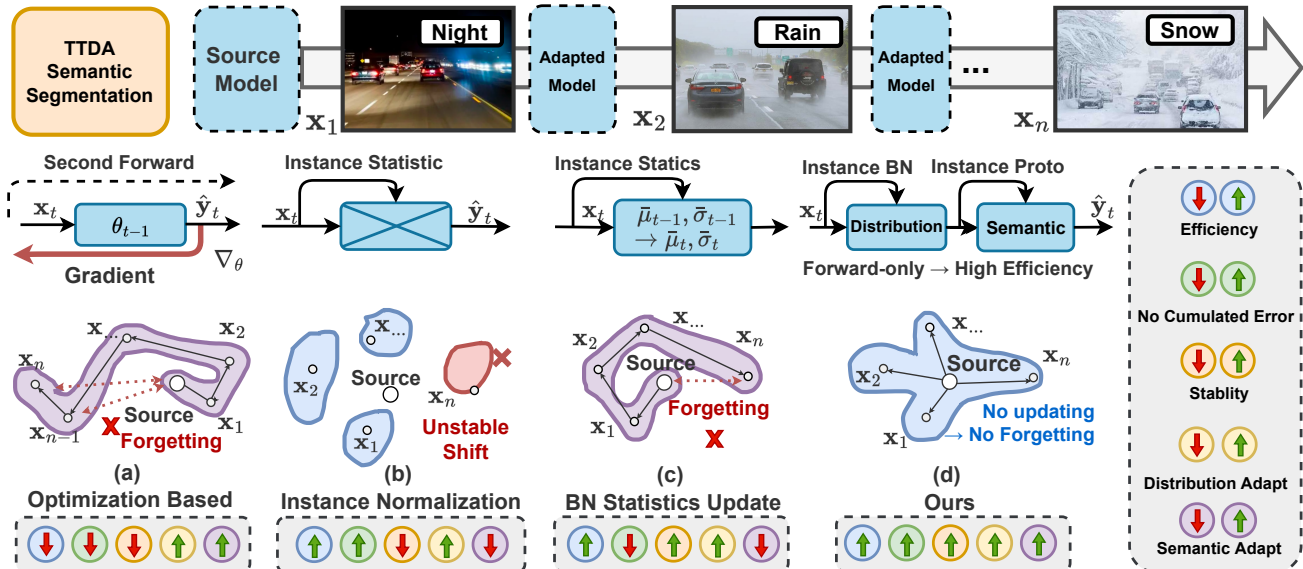 TTDA
Semantic
Segmentation
Source
Model
x₁
Night
Adapted
Model
x₂
Rain
Adapted
Model
...
xₙ
Snow
Second Forward
xₜ
θₜ₋₁
ŷₜ
Gradient
∇θ
Instance Statistic
xₜ
ŷₜ
Instance Statics
xₜ
μ̄ₜ₋₁, σ̄ₜ₋₁
→ μ̄ₜ, σ̄ₜ
Instance BN
Instance Proto
xₜ
Distribution
Semantic
ŷₜ
Forward-only → High Efficiency
x...
x₂
xₙ
Source
x₁
xₙ₋₁
X Forgetting
(a)
Optimization Based
x...
x₂
Source
xₙ
x₁
Unstable
Shift
(b)
Instance Normalization
x...
x₂
xₙ
Source
Forgetting
x₁
X
(c)
BN Statistics Update
x...
Source
x₂
xₙ
No updating
→ No Forgetting
x₁
(d)
Ours
Efficiency
No Cumulated Error
Stablity
Distribution Adapt
Semantic Adapt